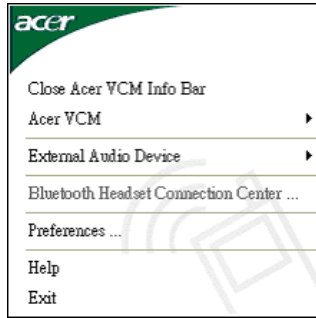 acer
Close Acer VCM Info Bar
Acer VCM
External Audio Device
Bluetooth Headset Connection Center ...
Preferences ...
Help
Exit